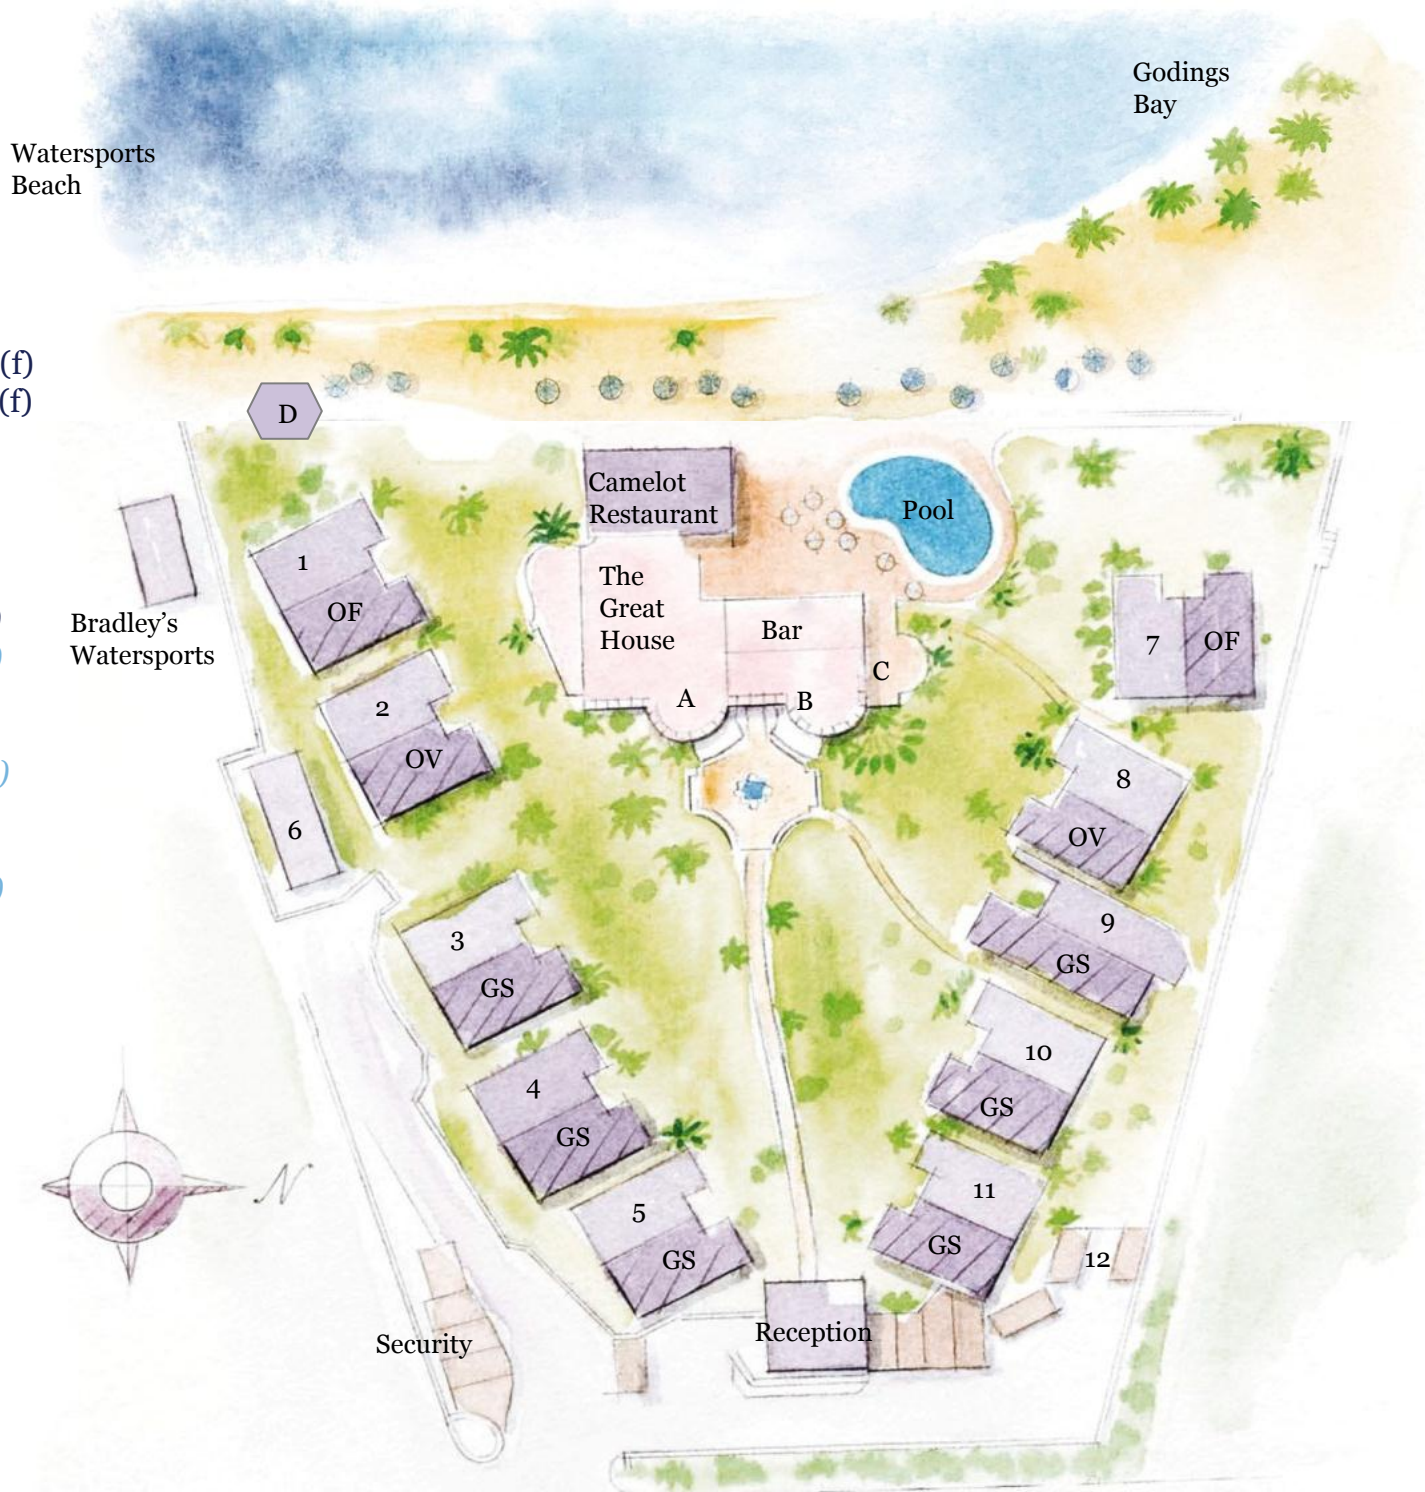 Godings
Bay
Watersports
Beach
(f)
(f)
D
Camelot
Restaurant
Pool
1
The
Great
House
OF
Bradley's
Watersports
Bar
7
OF
)
)
C
A
B
2
OV
)
8
6
OV
)
9
3
GS
GS
10
4
GS
GS
N
11
5
GS
GS
12
Security
Reception